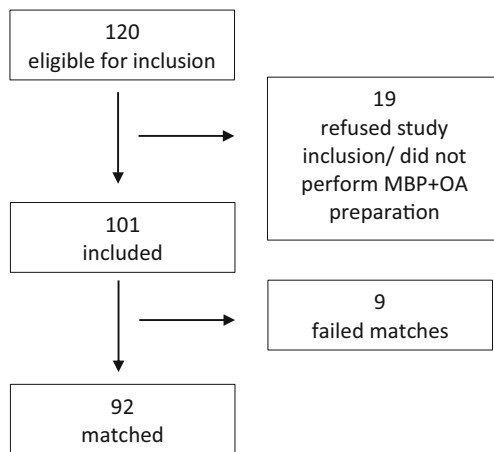 120
eligible for inclusion
19
refused study
inclusion/ did not
perform MBP+OA
preparation
101
included
9
failed matches
92
matched